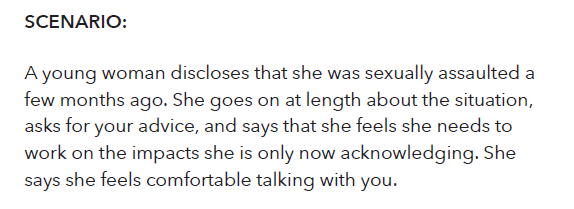 SCENARIO:
A young woman discloses that she was sexually assaulted a
few months ago. She goes on at length about the situation,
asks for your advice, and says that she feels she needs to
work on the impacts she is only now acknowledging. She
says she feels comfortable talking with you.